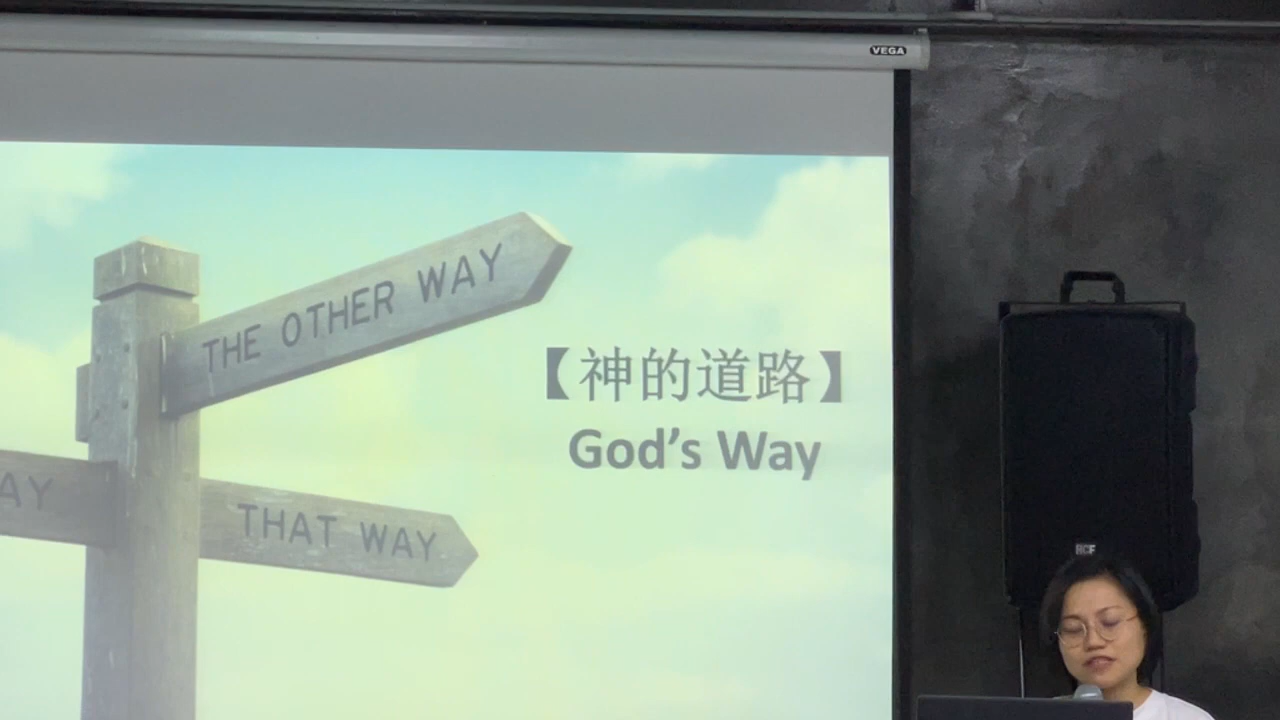 VEGA
THE OTHER WAY
【神的道路】
God's Way
AY
THAT WAY
RCF